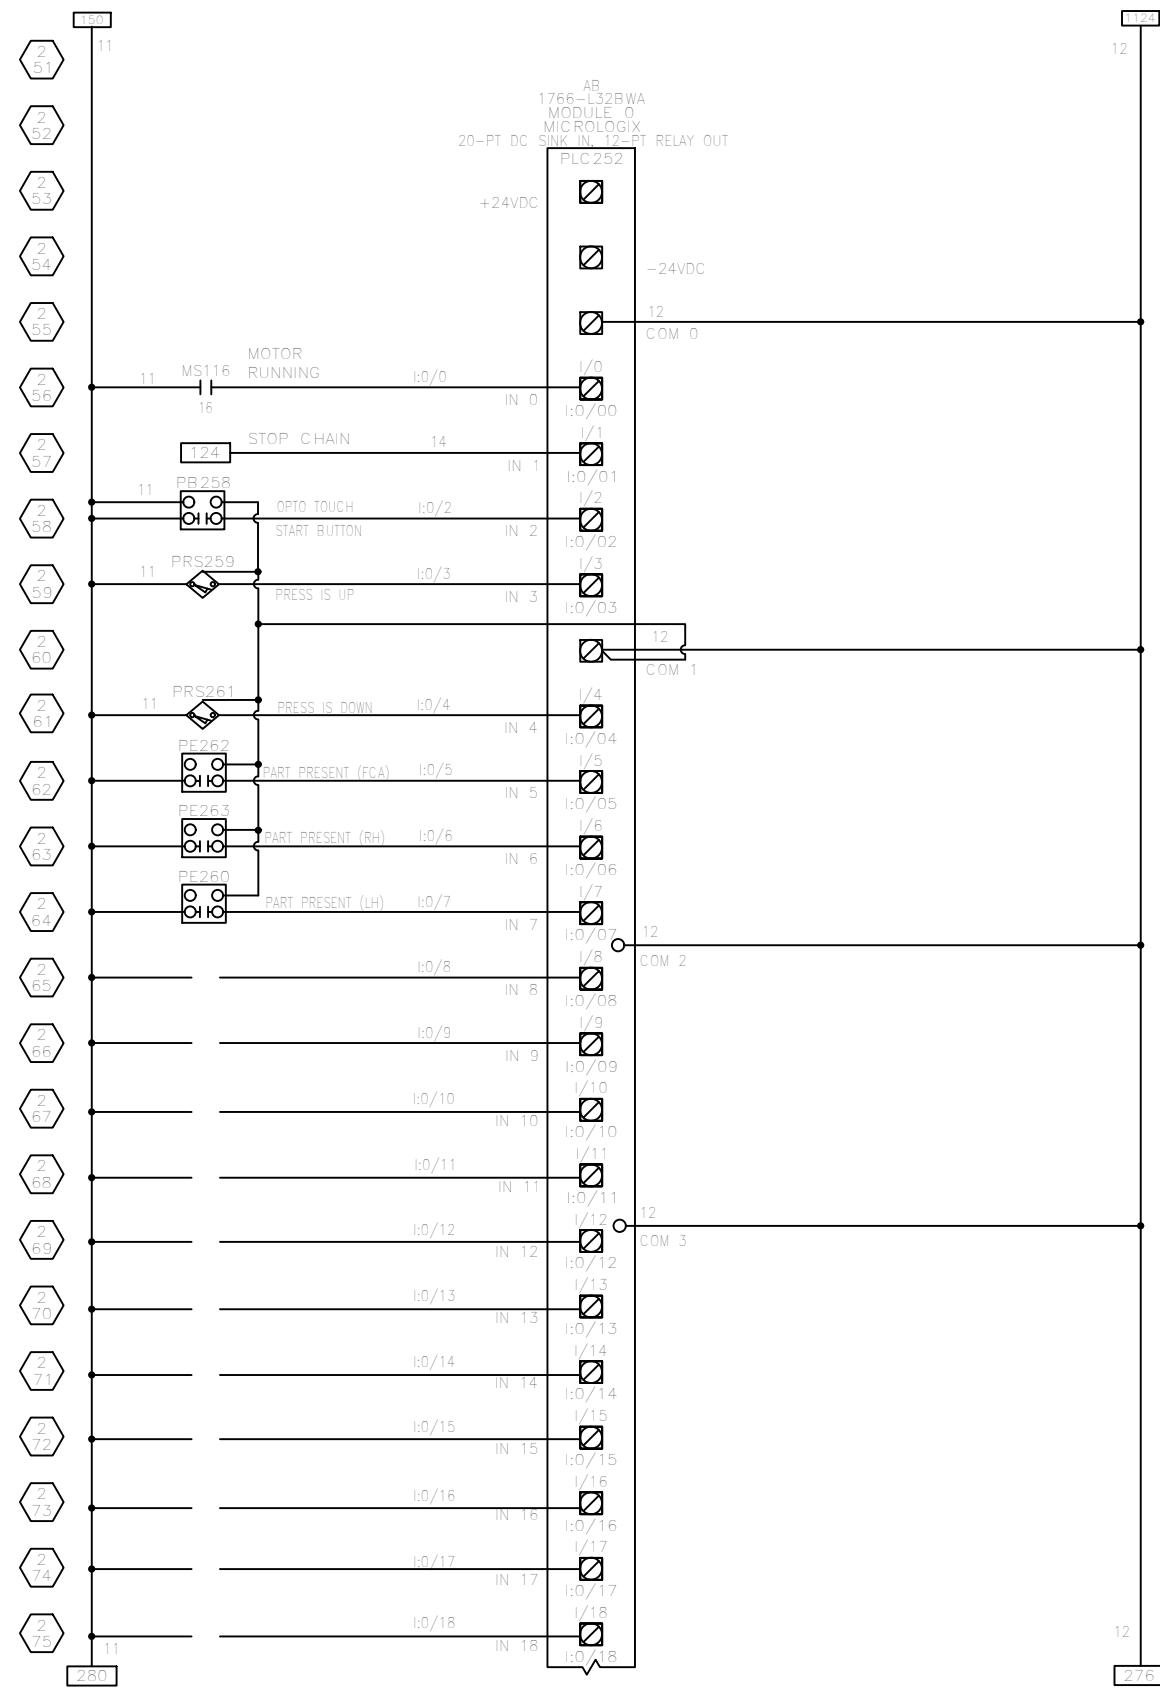 150
1124
11
12
2
51
2
52
AB
1766-L32BWA
MODULE 0
MICROLOGIX
20-PT DC SINK IN, 12-PT RELAY OUT
PLC252
2
53
+24VDC
2
54
-24VDC
2
55
12
COM 0
2
56
11
MS116
16
MOTOR
RUNNING
I:0/0
IN 0
I/0
I:0/00
2
57
124
STOP CHAIN
14
IN 1
I/1
I:0/01
2
58
11
PB258
OPTO TOUCH
START BUTTON
I:0/2
IN 2
I/2
I:0/02
2
59
11
PRS259
PRESS IS UP
I:0/3
IN 3
I/3
I:0/03
2
60
12
COM 1
2
61
11
PRS261
PRESS IS DOWN
I:0/4
IN 4
I/4
I:0/04
2
62
PE262
PART PRESENT (FCA)
I:0/5
IN 5
I/5
I:0/05
2
63
PE263
PART PRESENT (RH)
I:0/6
IN 6
I/6
I:0/06
2
64
PE260
PART PRESENT (LH)
I:0/7
IN 7
I/7
I:0/07
12
COM 2
2
65
I:0/8
IN 8
I/8
I:0/08
2
66
I:0/9
IN 9
I/9
I:0/09
2
67
I:0/10
IN 10
I/10
I:0/10
2
68
I:0/11
IN 11
I/11
I:0/11
12
COM 3
2
69
I:0/12
IN 12
I/12
I:0/12
2
70
I:0/13
IN 13
I/13
I:0/13
2
71
I:0/14
IN 14
I/14
I:0/14
2
72
I:0/15
IN 15
I/15
I:0/15
2
73
I:0/16
IN 16
I/16
I:0/16
2
74
I:0/17
IN 17
I/17
I:0/17
2
75
I:0/18
IN 18
I/18
I:0/18
11
12
280
276